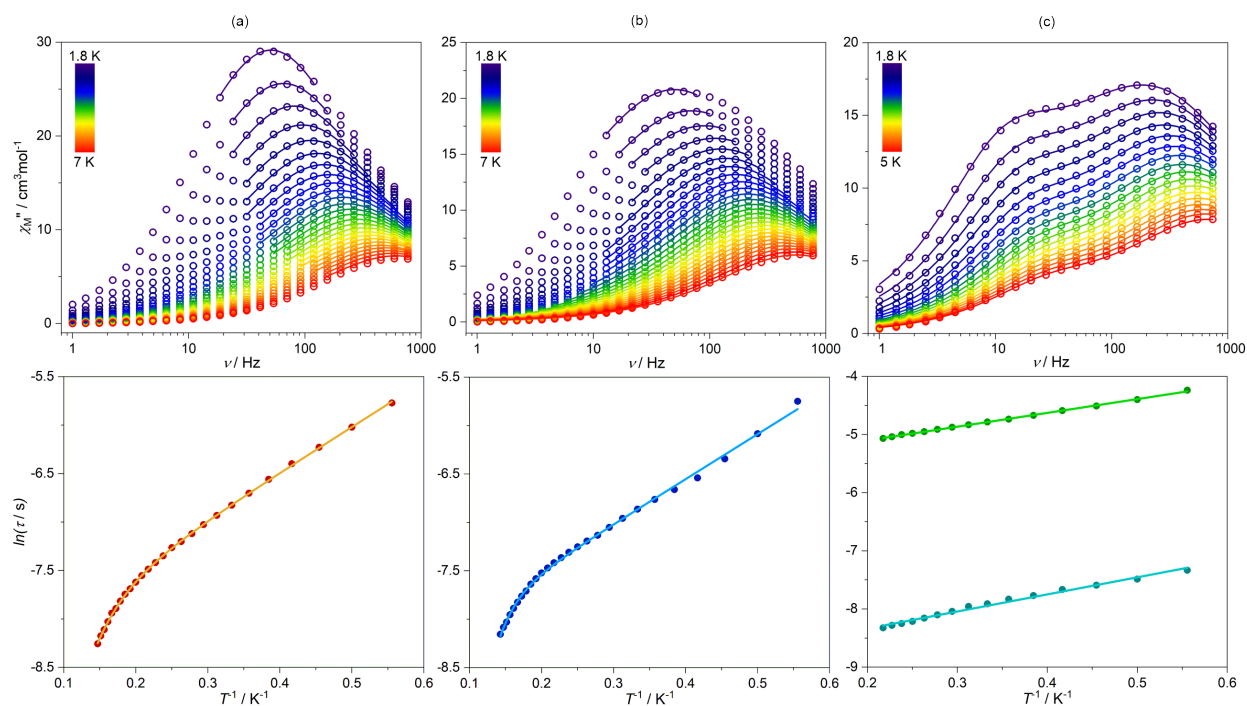 (a) (b) (c)
30 25 20
1.8 K 1.8 K 1.8 K
7 K 7 K 5 K
20 20 15
15 10
10 10
5 5
0 0 0
χM'' / cm3mol-1
1 10 100 1000 1 10 100 1000 1 10 100 1000
ν / Hz ν / Hz ν / Hz
-5.5 -5.5 -4
-5
-6.5 -6.5 -6
-7
-7.5 -7.5 -8
-8.5 -8.5 -9
ln(τ / s)
0.1 0.2 0.3 0.4 0.5 0.6 0.1 0.2 0.3 0.4 0.5 0.6 0.2 0.3 0.4 0.5 0.6
T-1 / K-1 T-1 / K-1 T-1 / K-1